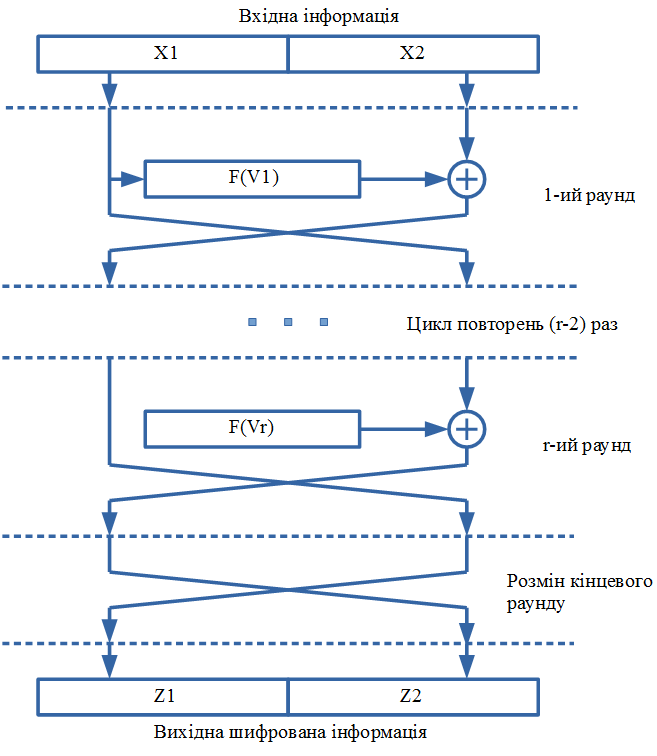 Вхідна інформація
X1
X2
F(V1)
1-ий раунд
Цикл повторень (r-2) раз
F(Vr)
r-ий раунд
Розмін кінцевого
раунду
Z1
Z2
Вихідна шифрована інформація